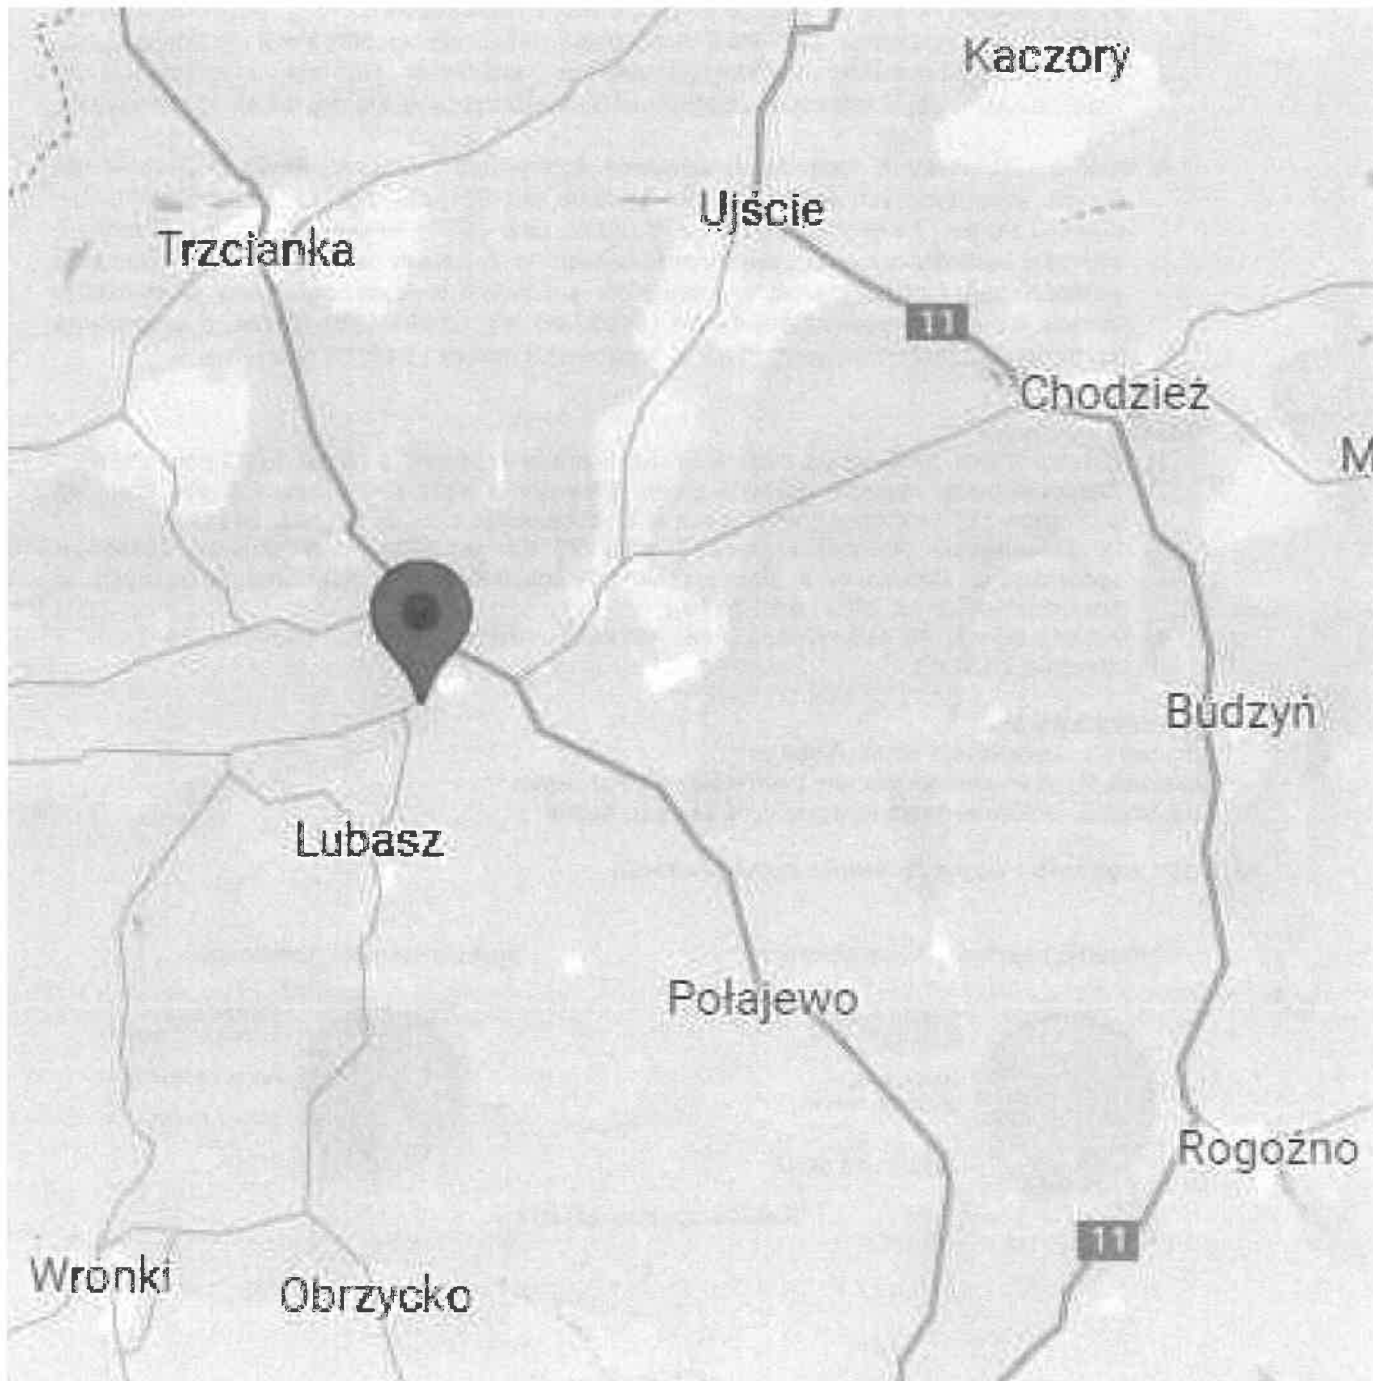 Kaczory
Ujście
Trzcianka
11
Chodzież
M
Budzyń
Lubasz
Połajewo
Rogoźno
11
Wronki
Obrzycko